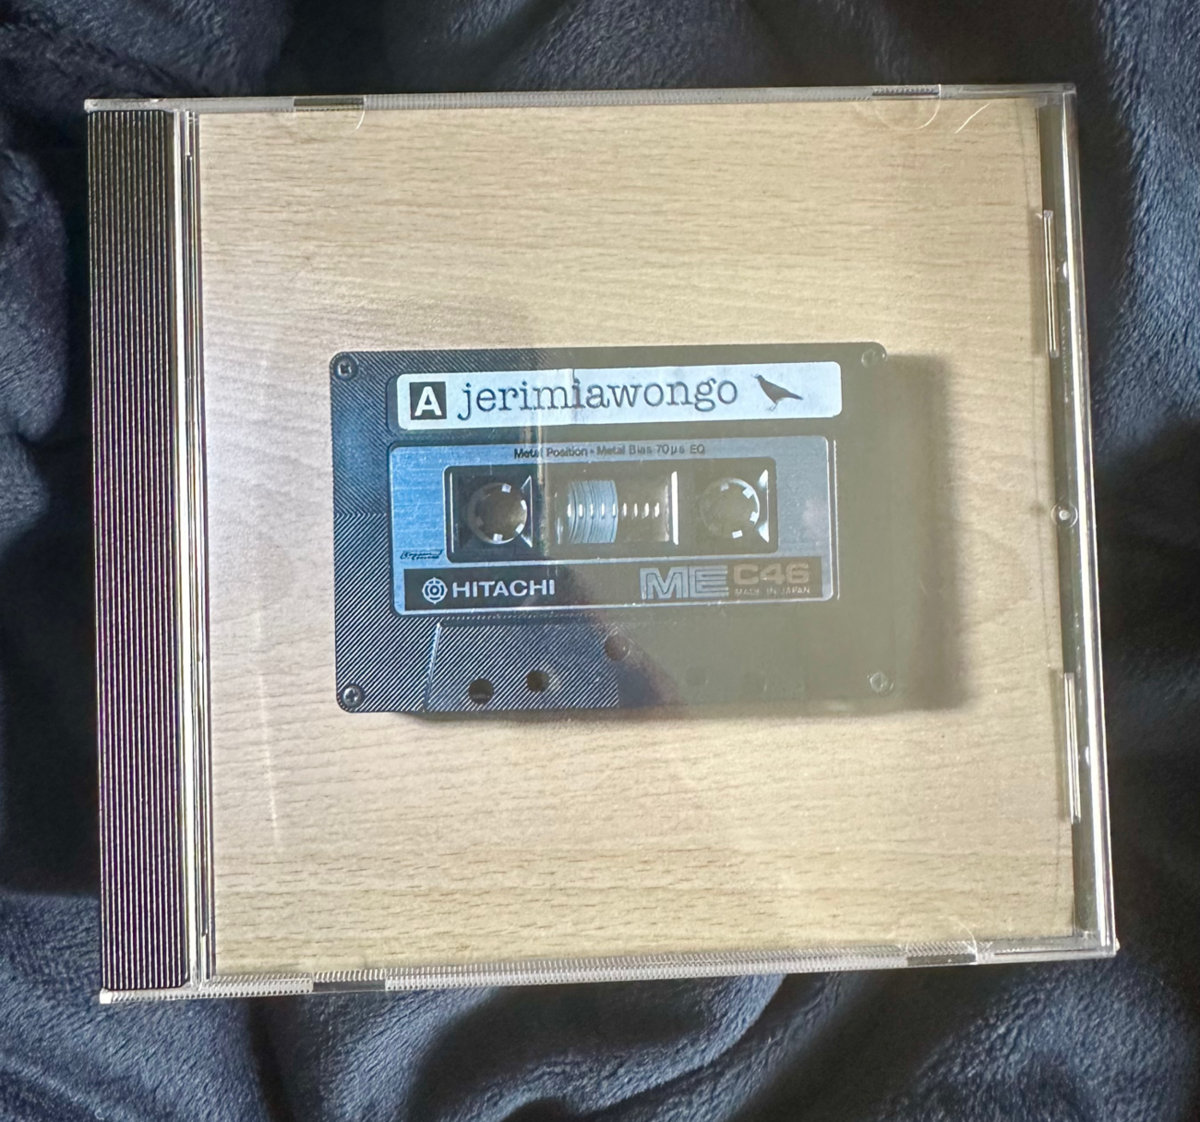 A jerimiawongo
Metal Position • Metal Bias 70µs EQ
HITACHI ME C46
MADE IN JAPAN